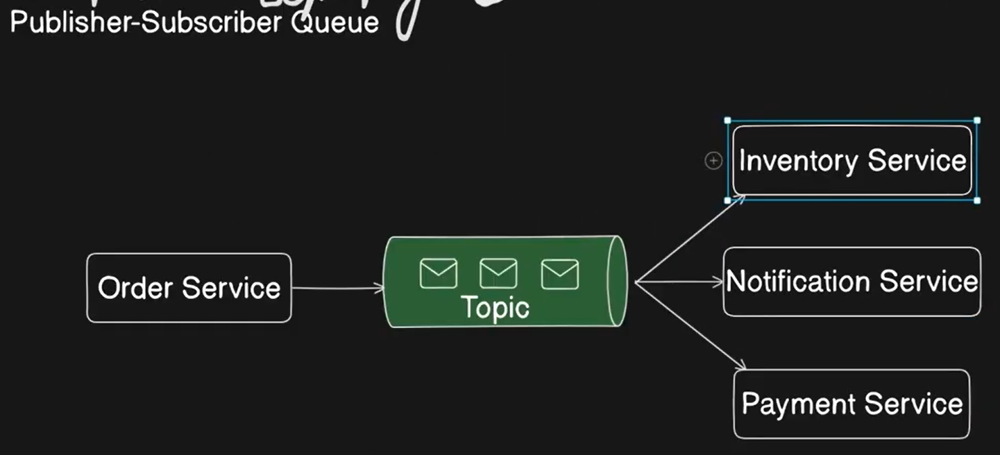 Publisher-Subscriber Queue
Inventory Service
Order Service
Topic
Notification Service
Payment Service